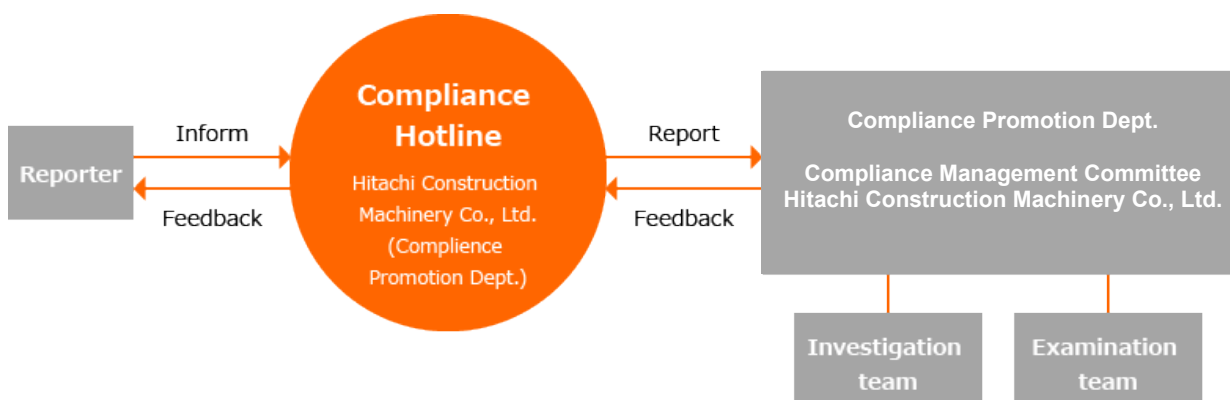 Reporter
Inform
Feedback
Compliance
Hotline
Hitachi Construction
Machinery Co., Ltd.
(Complience
Promotion Dept.)
Report
Feedback
Compliance Promotion Dept.
Compliance Management Committee
Hitachi Construction Machinery Co., Ltd.
Investigation
team
Examination
team